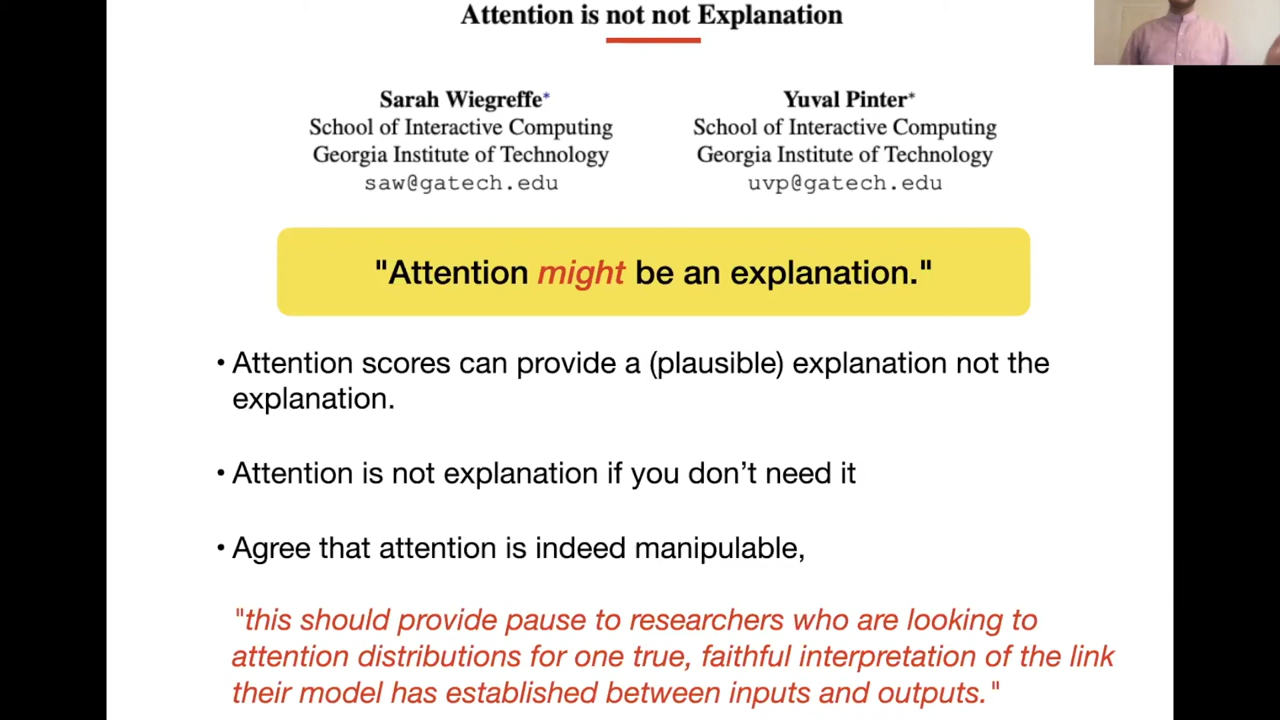 Attention is not not Explanation
Sarah Wiegreffe*
School of Interactive Computing
Georgia Institute of Technology
saw@gatech.edu
Yuval Pinter*
School of Interactive Computing
Georgia Institute of Technology
uvp@gatech.edu
"Attention might be an explanation."
• Attention scores can provide a (plausible) explanation not the
explanation.
• Attention is not explanation if you don’t need it
• Agree that attention is indeed manipulable,
"this should provide pause to researchers who are looking to
attention distributions for one true, faithful interpretation of the link
their model has established between inputs and outputs."